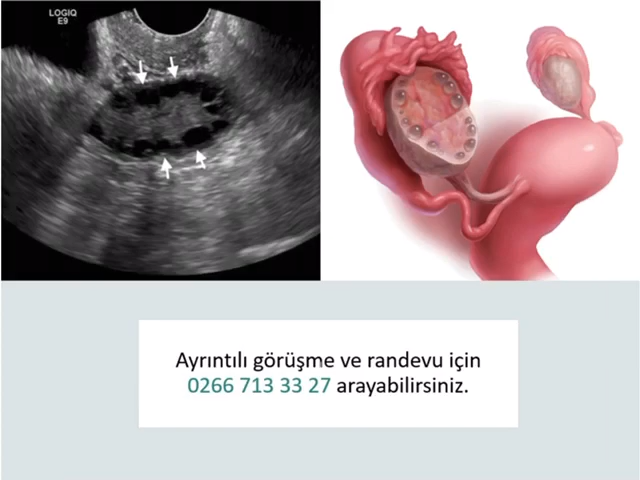 LOGIQ
E9
Ayrıntılı görüşme ve randevu için
0266 713 33 27 arayabilirsiniz.